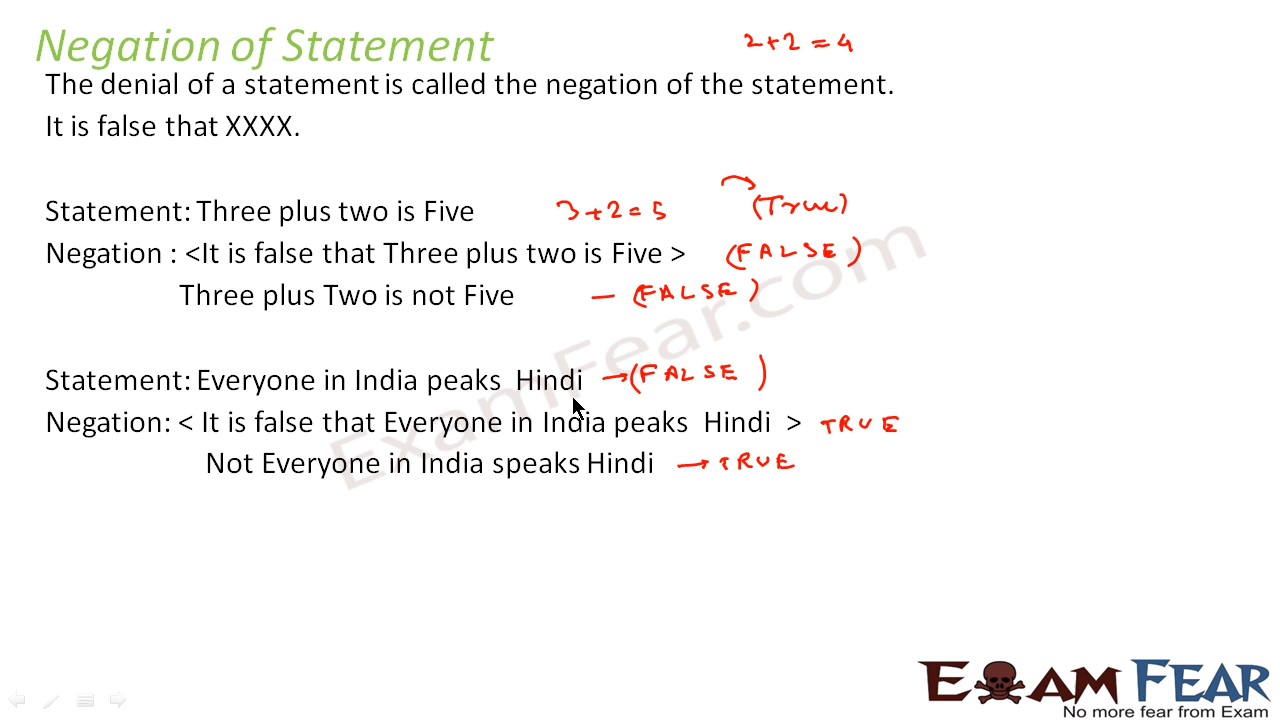 Negation of Statement 2+2=4
The denial of a statement is called the negation of the statement.
It is false that XXXX.
Statement: Three plus two is Five 3+2=5 (True)
Negation : <It is false that Three plus two is Five > (FALSE)
Three plus Two is not Five — (FALSE)
Statement: Everyone in India peaks Hindi →(FALSE)
Negation: < It is false that Everyone in India peaks Hindi > TRUE
Not Everyone in India speaks Hindi → TRUE
ExamFear.com
EXAM FEAR
No more fear from Exam